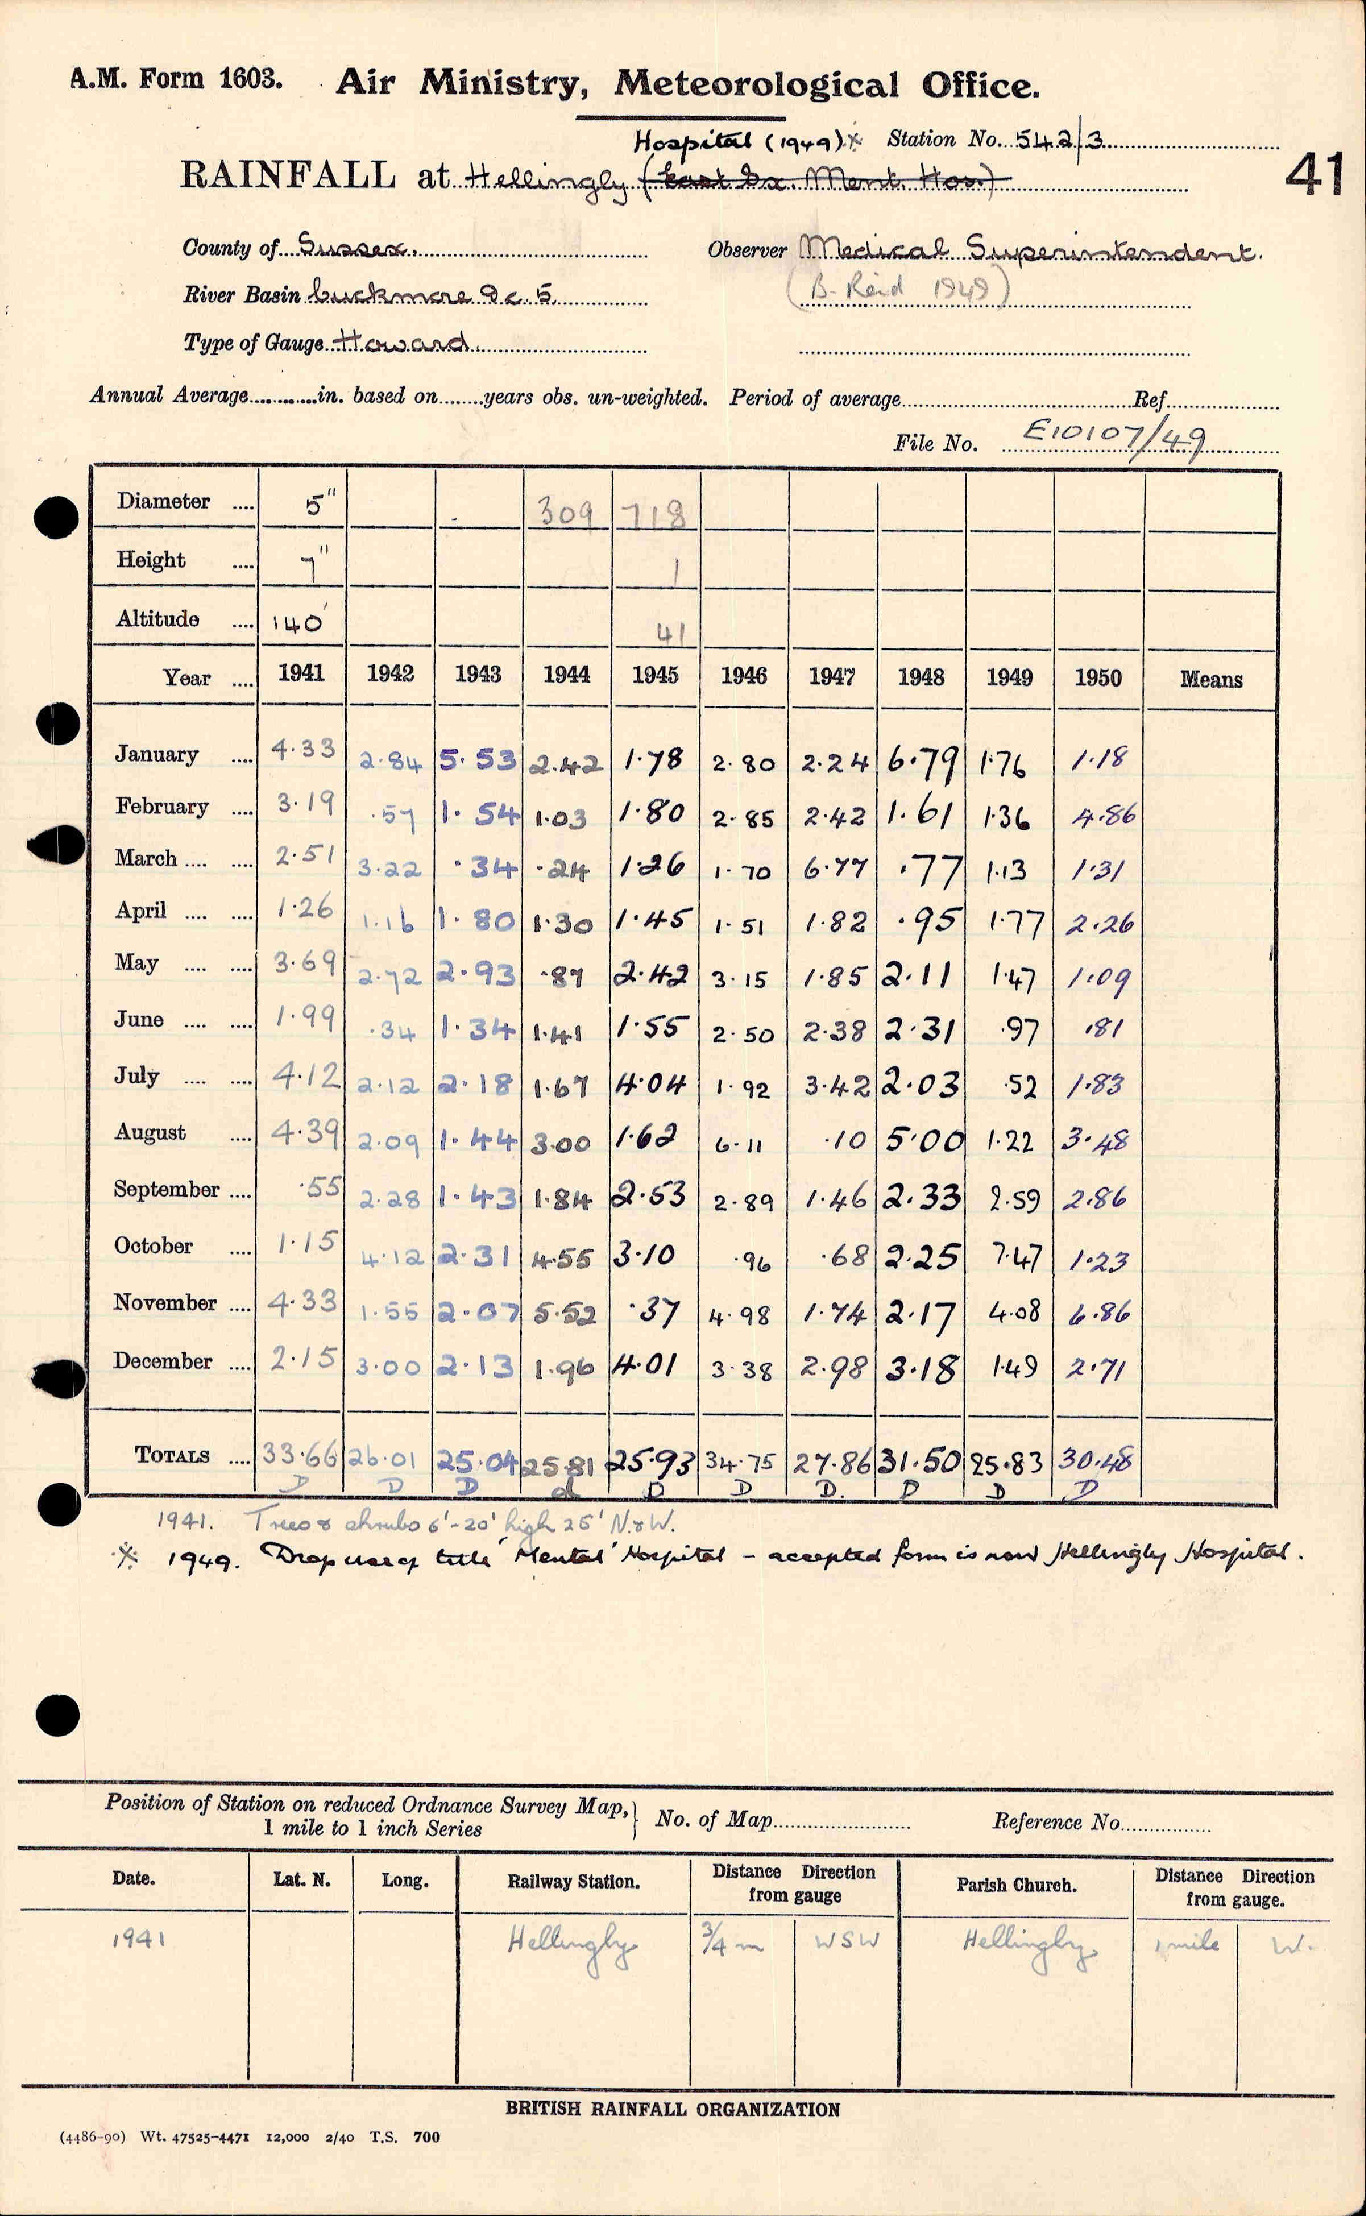 A.M. Form 1603. Air Ministry, Meteorological Office.
Hospital (1949) ※ Station No. 542/3
41
RAINFALL at Hellingly (East Sx. Ment. Hos.)
County of Sussex. Observer Medical Superintendent.
River Basin Cuckmere &c. 5 (B. Reid 1949)
Type of Gauge Howard.
Annual Average in. based on years obs. un-weighted. Period of average Ref.
File No. E10107/49
Diameter 5" 309 718
Height 7" 1
Altitude 140' 41
Year 1941 1942 1943 1944 1945 1946 1947 1948 1949 1950 Means
January 4.33 2.84 5.53 2.42 1.78 2.80 2.24 6.79 1.76 1.18
February 3.19 .57 1.54 1.03 1.80 2.85 2.42 1.61 1.36 4.86
March 2.51 3.22 .34 .24 1.26 1.70 6.77 .77 1.13 1.31
April 1.26 1.16 1.80 1.30 1.45 1.51 1.82 .95 1.77 2.26
May 3.69 2.72 2.93 .87 2.42 3.15 1.85 2.11 1.47 1.09
June 1.99 .34 1.34 1.41 1.55 2.50 2.38 2.31 .97 .81
July 4.12 2.12 2.18 1.67 4.04 1.92 3.42 2.03 .52 1.83
August 4.39 2.09 1.44 3.00 1.62 6.11 .10 5.00 1.22 3.48
September .55 2.28 1.43 1.84 2.53 2.89 1.46 2.33 2.59 2.86
October 1.15 4.12 2.31 4.55 3.10 .96 .68 2.25 7.47 1.23
November 4.33 1.55 2.07 5.52 .37 4.98 1.74 2.17 4.08 6.86
December 2.15 3.00 2.13 1.96 4.01 3.38 2.98 3.18 1.49 2.71
TOTALS 33.66 26.01 25.04 25.81 25.93 34.75 27.86 31.50 25.83 30.48
D D D d D D D. D D D
1941. Trees & shrubs 6'-20' high 25' N. & W.
※ 1949. Drop use of title 'Mental' Hospital – accepted form is now Hellingly Hospital.
Position of Station on reduced Ordnance Survey Map, 1 mile to 1 inch Series } No. of Map Reference No.
Date. Lat. N. Long. Railway Station. Distance Direction from gauge Parish Church. Distance Direction from gauge.
1941 Hellingly 3/4 m WSW Hellingly 1 mile W.
BRITISH RAINFALL ORGANIZATION
(4486-90) Wt. 47525-4471 12,000 2/40 T.S. 700